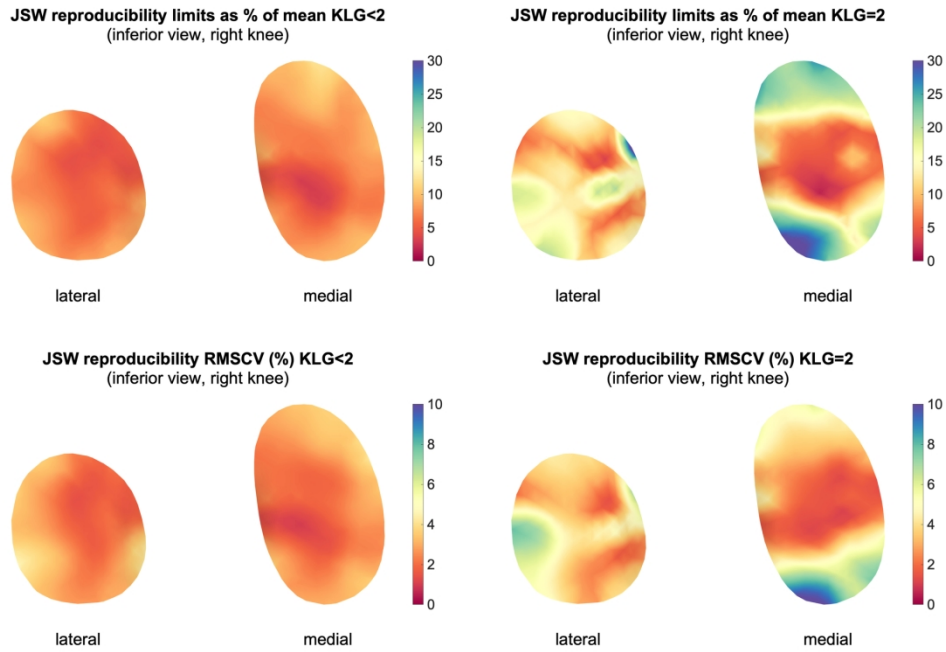 JSW reproducibility limits as % of mean KLG<2
(inferior view, right knee)
30
25
20
15
10
5
0
lateral
medial
JSW reproducibility limits as % of mean KLG=2
(inferior view, right knee)
30
25
20
15
10
5
0
lateral
medial
JSW reproducibility RMSCV (%) KLG<2
(inferior view, right knee)
10
8
6
4
2
0
lateral
medial
JSW reproducibility RMSCV (%) KLG=2
(inferior view, right knee)
10
8
6
4
2
0
lateral
medial